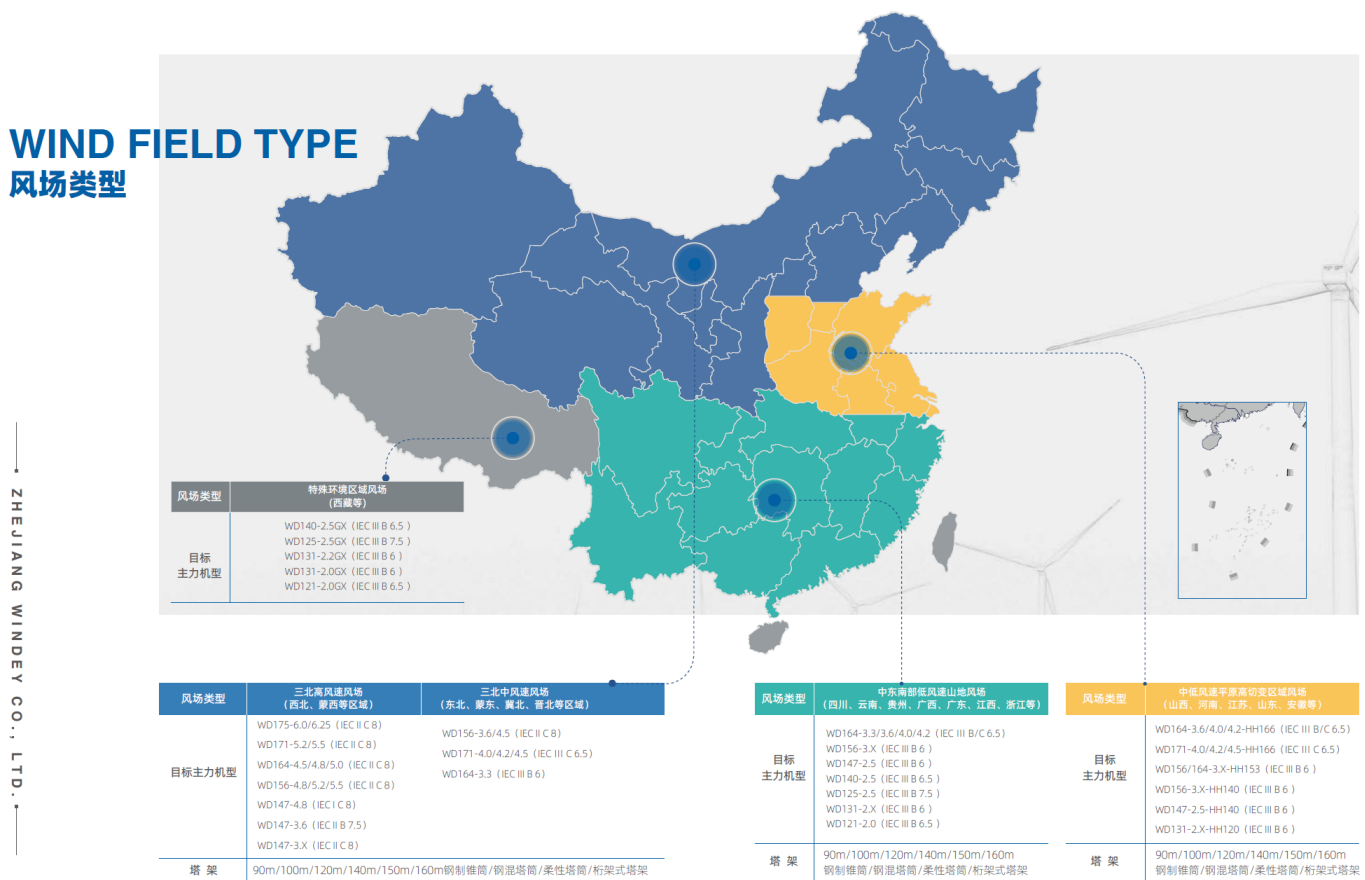 WIND FIELD TYPE
风场类型
ZHEJIANG WINDEY CO., LTD.
风场类型
特殊环境区域风场
(西藏等)
目标
主力机型
WD140-2.5GX（IEC III B 6.5 ）
WD125-2.5GX（IEC III B 7.5 ）
WD131-2.2GX（IEC III B 6 ）
WD131-2.0GX（IEC III B 6 ）
WD121-2.0GX（IEC III B 6.5 ）
风场类型
三北高风速风场
(西北、蒙西等区域)
三北中风速风场
(东北、蒙东、冀北、晋北等区域)
目标主力机型
WD175-6.0/6.25（IEC II C 8）
WD171-5.2/5.5（IEC II C 8）
WD164-4.5/4.8/5.0（IEC II C 8）
WD156-4.8/5.2/5.5（IEC II C 8）
WD147-4.8（IEC I C 8）
WD147-3.6（IEC II B 7.5）
WD147-3.X（IEC II C 8）
WD156-3.6/4.5（IEC II C 8）
WD171-4.0/4.2/4.5（IEC III C 6.5）
WD164-3.3（IEC III B 6）
塔 架
90m/100m/120m/140m/150m/160m钢制锥筒/钢混塔筒/柔性塔筒/桁架式塔架
风场类型
中东南部低风速山地风场
(四川、云南、贵州、广西、广东、江西、浙江等)
目标
主力机型
WD164-3.3/3.6/4.0/4.2（IEC III B/C 6.5）
WD156-3.X（IEC III B 6 ）
WD147-2.5（IEC III B 6 ）
WD140-2.5（IEC III B 6.5 ）
WD125-2.5（IEC III B 7.5 ）
WD131-2.X（IEC III B 6 ）
WD121-2.0（IEC III B 6.5 ）
塔 架
90m/100m/120m/140m/150m/160m
钢制锥筒/钢混塔筒/柔性塔筒/桁架式塔架
风场类型
中低风速平原高切变区域风场
(山西、河南、江苏、山东、安徽等)
目标
主力机型
WD164-3.6/4.0/4.2-HH166（IEC III B/C 6.5）
WD171-4.0/4.2/4.5-HH166（IEC III C 6.5）
WD156/164-3.X-HH153（IEC III B 6 ）
WD156-3.X-HH140（IEC III B 6 ）
WD147-2.5-HH140（IEC III B 6 ）
WD131-2.X-HH120（IEC III B 6 ）
塔 架
90m/100m/120m/140m/150m/160m
钢制锥筒/钢混塔筒/柔性塔筒/桁架式塔架